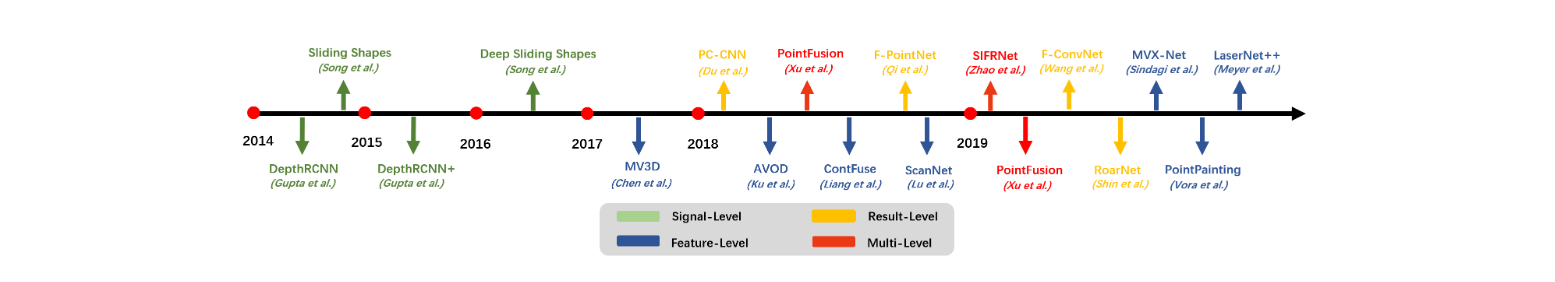 Sliding Shapes
(Song et al.)
Deep Sliding Shapes
(Song et al.)
PC-CNN
(Du et al.)
PointFusion
(Xu et al.)
F-PointNet
(Qi et al.)
SIFRNet
(Zhao et al.)
F-ConvNet
(Wang et al.)
MVX-Net
(Sindagi et al.)
LaserNet++
(Meyer et al.)
2014
2015
2016
2017
2018
2019
DepthRCNN
(Gupta et al.)
DepthRCNN+
(Gupta et al.)
MV3D
(Chen et al.)
AVOD
(Ku et al.)
ContFuse
(Liang et al.)
ScanNet
(Lu et al.)
PointFusion
(Xu et al.)
RoarNet
(Shin et al.)
PointPainting
(Vora et al.)
Signal-Level
Result-Level
Feature-Level
Multi-Level